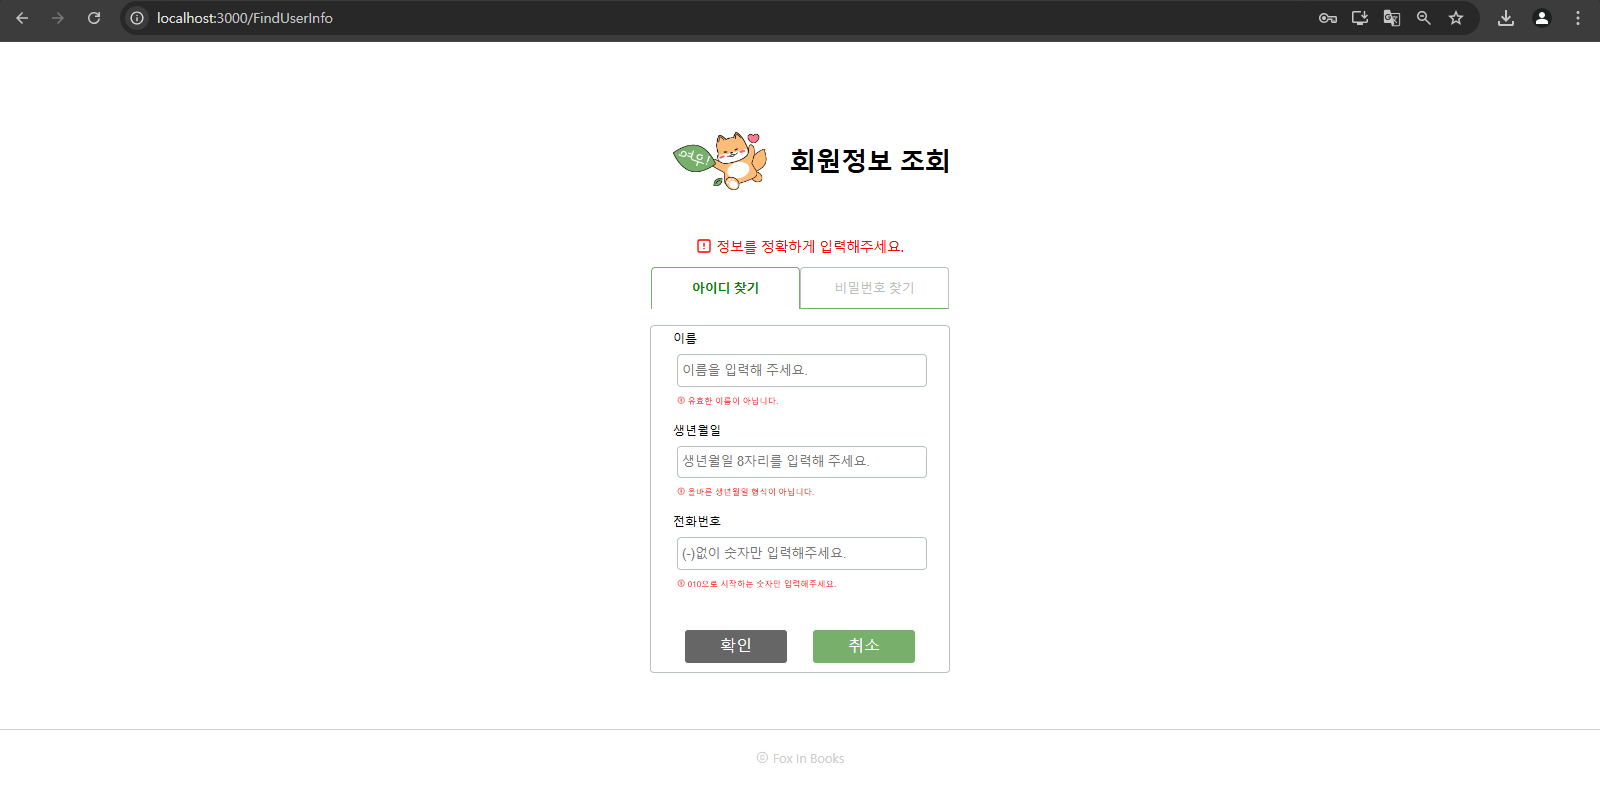 localhost:3000/FindUserInfo
여우!
회원정보 조회
정보를 정확하게 입력해주세요.
아이디 찾기
비밀번호 찾기
이름
이름을 입력해 주세요.
유효한 이름이 아닙니다.
생년월일
생년월일 8자리를 입력해 주세요.
올바른 생년월일 형식이 아닙니다.
전화번호
(-)없이 숫자만 입력해주세요.
010으로 시작하는 숫자만 입력해주세요.
확인
취소
© Fox In Books